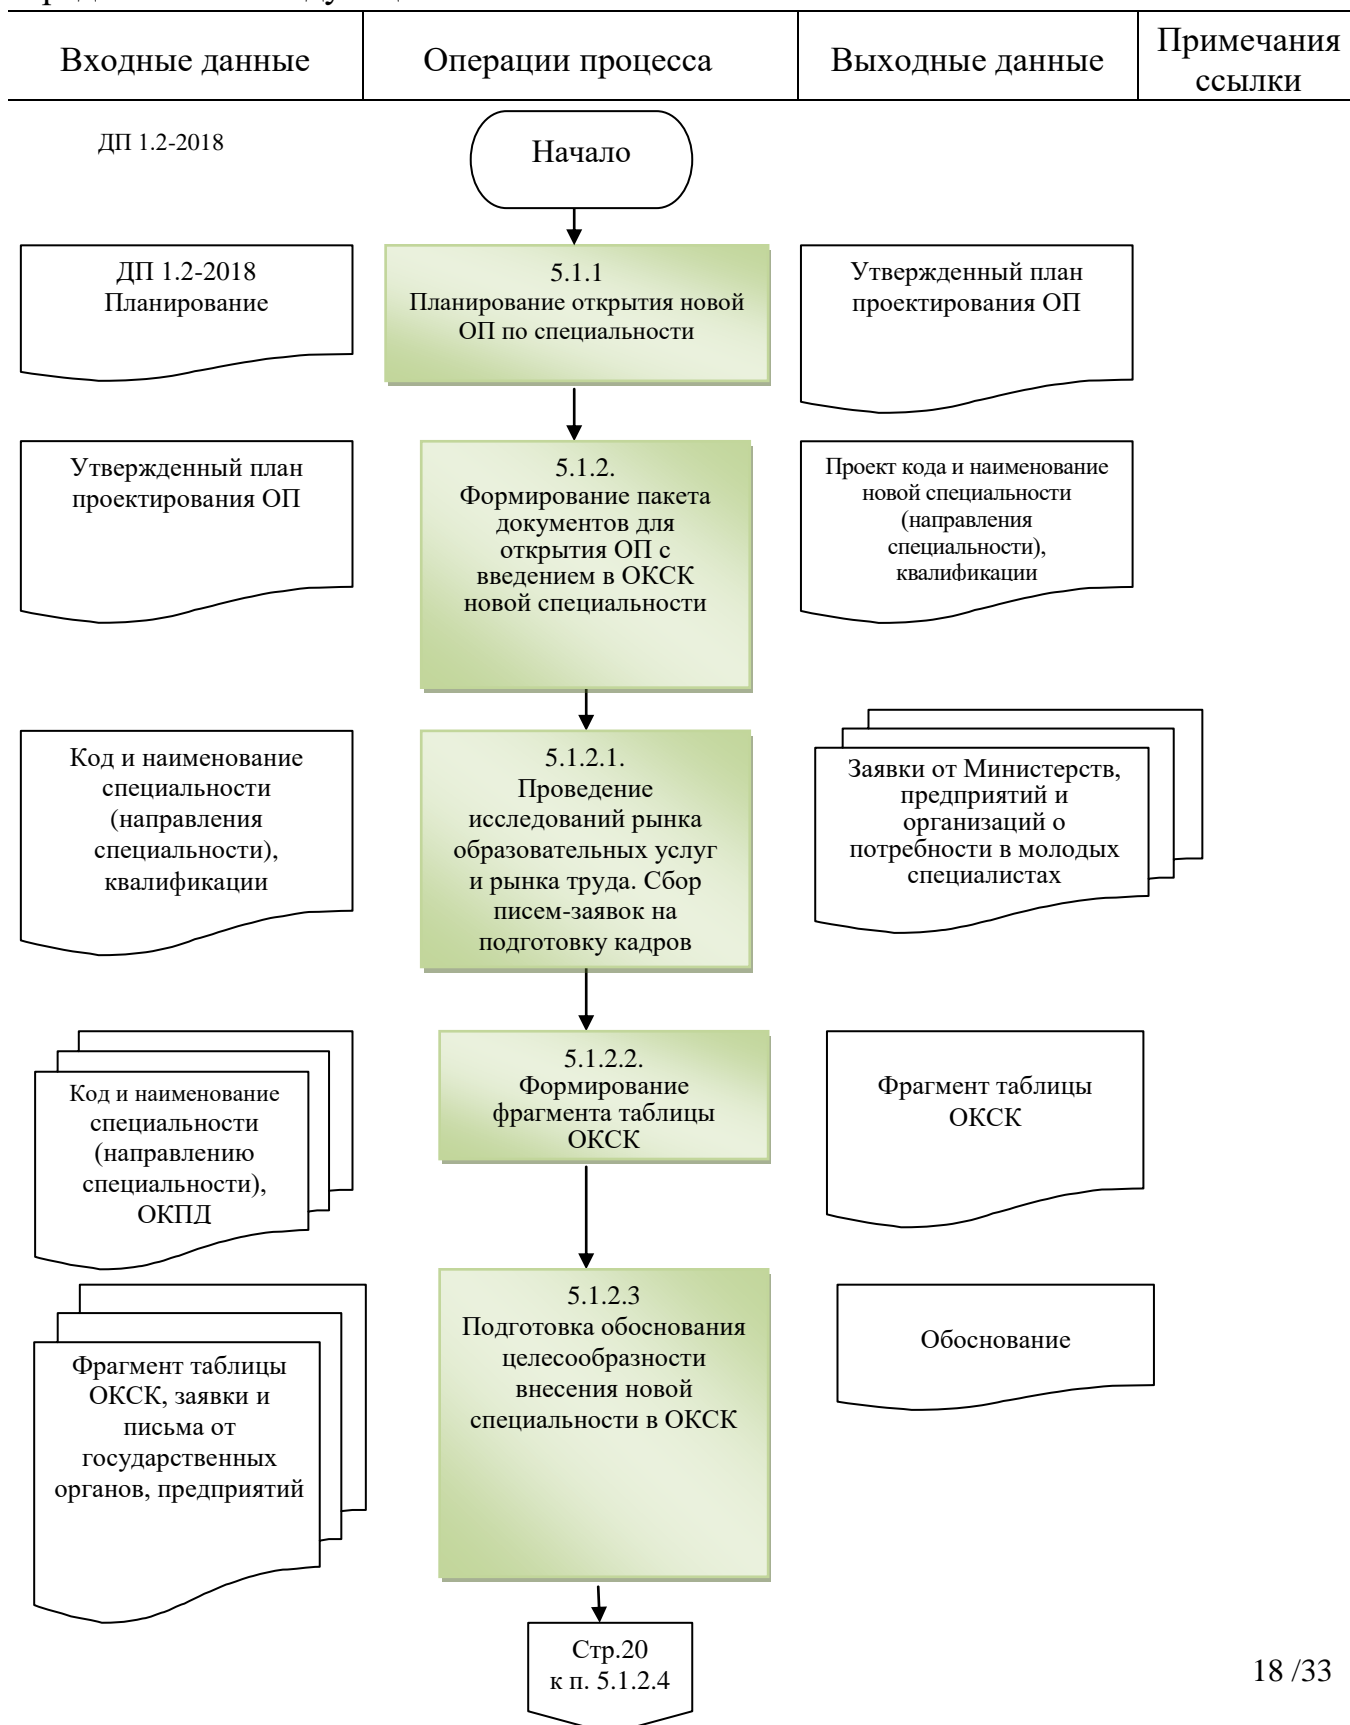 Входные данные
Операции процесса
Выходные данные
Примечания
ссылки
ДП 1.2-2018
Начало
ДП 1.2-2018
Планирование
5.1.1
Планирование открытия новой
ОП по специальности
Утвержденный план
проектирования ОП
Утвержденный план
проектирования ОП
5.1.2.
Формирование пакета
документов для
открытия ОП с
введением в ОКСК
новой специальности
Проект кода и наименование
новой специальности
(направления
специальности),
квалификации
Код и наименование
специальности
(направления
специальности),
квалификации
5.1.2.1.
Проведение
исследований рынка
образовательных услуг
и рынка труда. Сбор
писем-заявок на
подготовку кадров
Заявки от Министерств,
предприятий и
организаций о
потребности в молодых
специалистах
Код и наименование
специальности
(направлению
специальности),
ОКПД
5.1.2.2.
Формирование
фрагмента таблицы
ОКСК
Фрагмент таблицы
ОКСК
Фрагмент таблицы
ОКСК, заявки и
письма от
государственных
органов, предприятий
5.1.2.3
Подготовка обоснования
целесообразности
внесения новой
специальности в ОКСК
Обоснование
Стр.20
к п. 5.1.2.4
18 /33